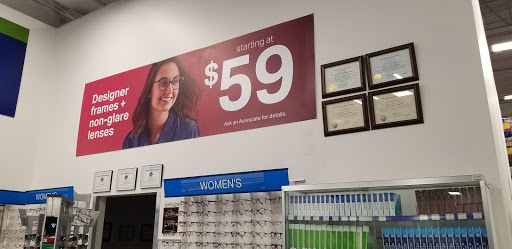 Designer
frames +
non-glare
lenses
starting at
$59
Ask an Associate for details.
WOMEN'S